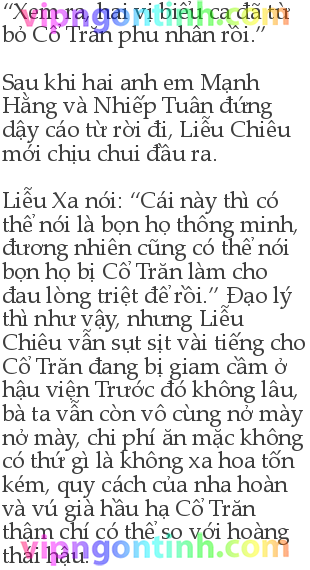 “Xem ra, hai vị biểu ca đã từ
bỏ Cổ Trăn phu nhân rồi.”
Sau khi hai anh em Mạnh
Hằng và Nhiếp Tuân đứng
dậy cáo từ rời đi, Liễu Chiêu
mới chịu chui đầu ra.
Liễu Xa nói: “Cái này thì có
thể nói là bọn họ thông minh,
đương nhiên cũng có thể nói
bọn họ bị Cổ Trăn làm cho
đau lòng triệt để rồi.” Đạo lý
thì như vậy, nhưng Liễu
Chiêu vẫn sụt sịt vài tiếng cho
Cổ Trăn đang bị giam cầm ở
hậu viện Trước đó không lâu,
bà ta vẫn còn vô cùng nở mày
nở mày, chi phí ăn mặc không
có thứ gì là không xa hoa tốn
kém, quy cách của nha hoàn
và vú già hầu hạ Cổ Trăn
thậm chí có thể so với hoàng
thái hậu.
vipngontinh.com
vipngontinh.com